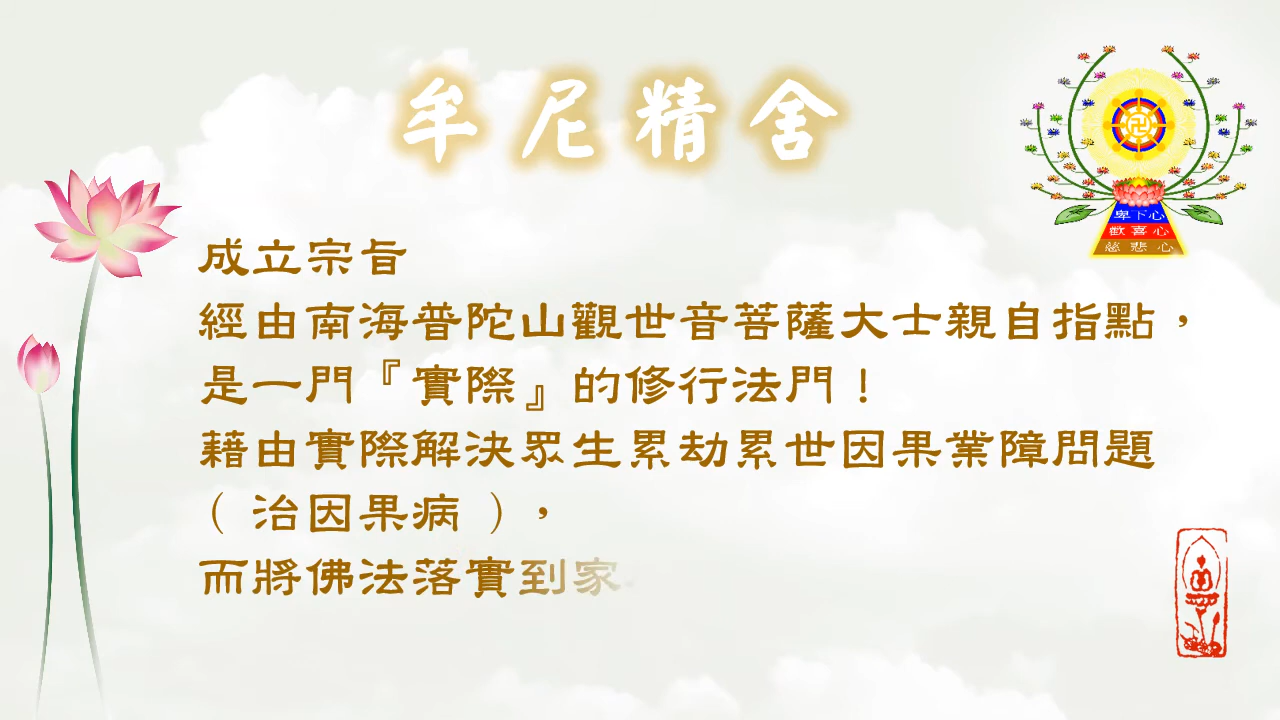 牟尼精舍
卑下心
歡喜心
慈悲心
成立宗旨
經由南海普陀山觀世音菩薩大士親自指點，
是一門『實際』的修行法門！
藉由實際解決眾生累劫累世因果業障問題
（治因果病），
而將佛法落實到家